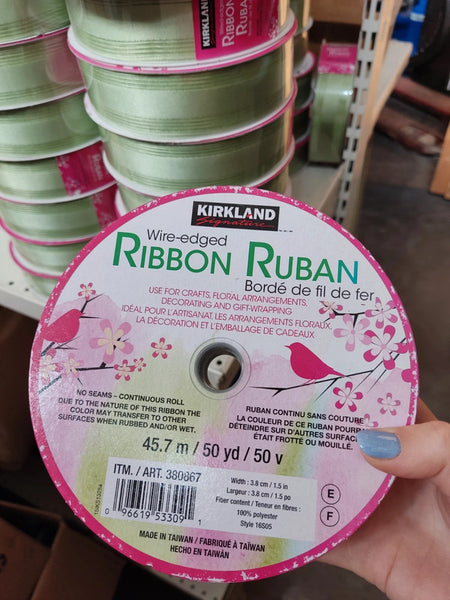 KIRKLAND
Wire-edged
RIBBON RUBAN
KIRKLAND
Signature
Wire-edged
RIBBON RUBAN
Bordé de fil de fer
USE FOR CRAFTS, FLORAL ARRANGEMENTS,
DECORATING AND GIFT-WRAPPING
IDÉAL POUR L'ARTISANAT, LES ARRANGEMENTS FLORAUX,
LA DÉCORATION ET L'EMBALLAGE DE CADEAUX
NO SEAMS – CONTINUOUS ROLL
DUE TO THE NATURE OF THIS RIBBON THE
COLOR MAY TRANSFER TO OTHER
SURFACES WHEN RUBBED AND/OR WET.
RUBAN CONTINU SANS COUTURE
LA COULEUR DE CE RUBAN POURR
DÉTEINDRE SUR D'AUTRES SURFAC
ÉTAIT FROTTÉ OU MOUILLÉ.
45.7 m / 50 yd / 50 v
ITM. / ART. 380867
0 96619 53309 1
Width : 3.8 cm / 1.5 in
Largeur : 3.8 cm / 1.5 po
Fiber content / Teneur en fibres :
100% polyester
Style 16S05
E
F
MADE IN TAIWAN / FABRIQUÉ À TAÏWAN
HECHO EN TAIWÁN